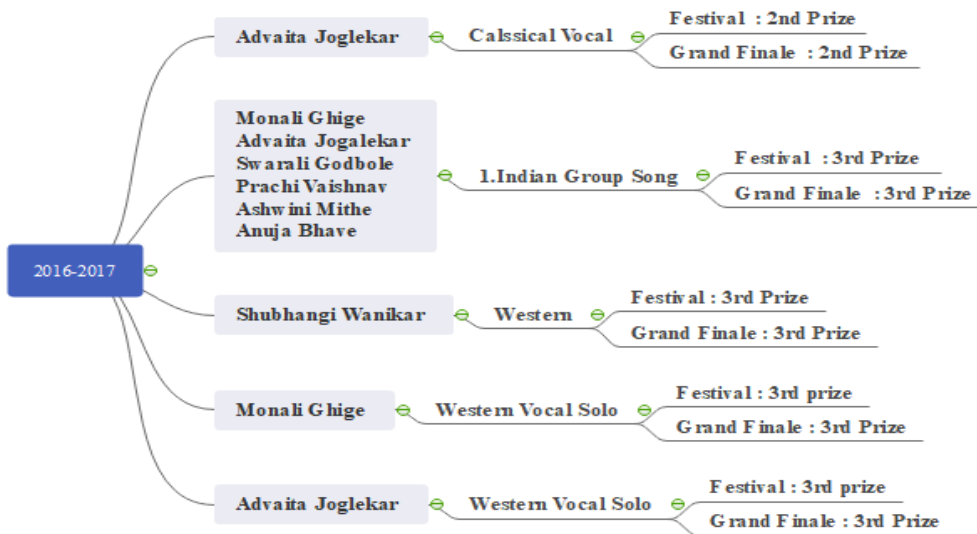 2016-2017
Advaita Joglekar
Calssical Vocal
Festival : 2nd Prize
Grand Finale : 2nd Prize
Monali Ghige
Advaita Jogalekar
Swarali Godbole
Prachi Vaishnav
Ashwini Mithe
Anuja Bhave
1.Indian Group Song
Festival : 3rd Prize
Grand Finale : 3rd Prize
Shubhangi Wanikar
Western
Festival : 3rd Prize
Grand Finale : 3rd Prize
Monali Ghige
Western Vocal Solo
Festival : 3rd prize
Grand Finale : 3rd Prize
Advaita Joglekar
Western Vocal Solo
Festival : 3rd prize
Grand Finale : 3rd Prize